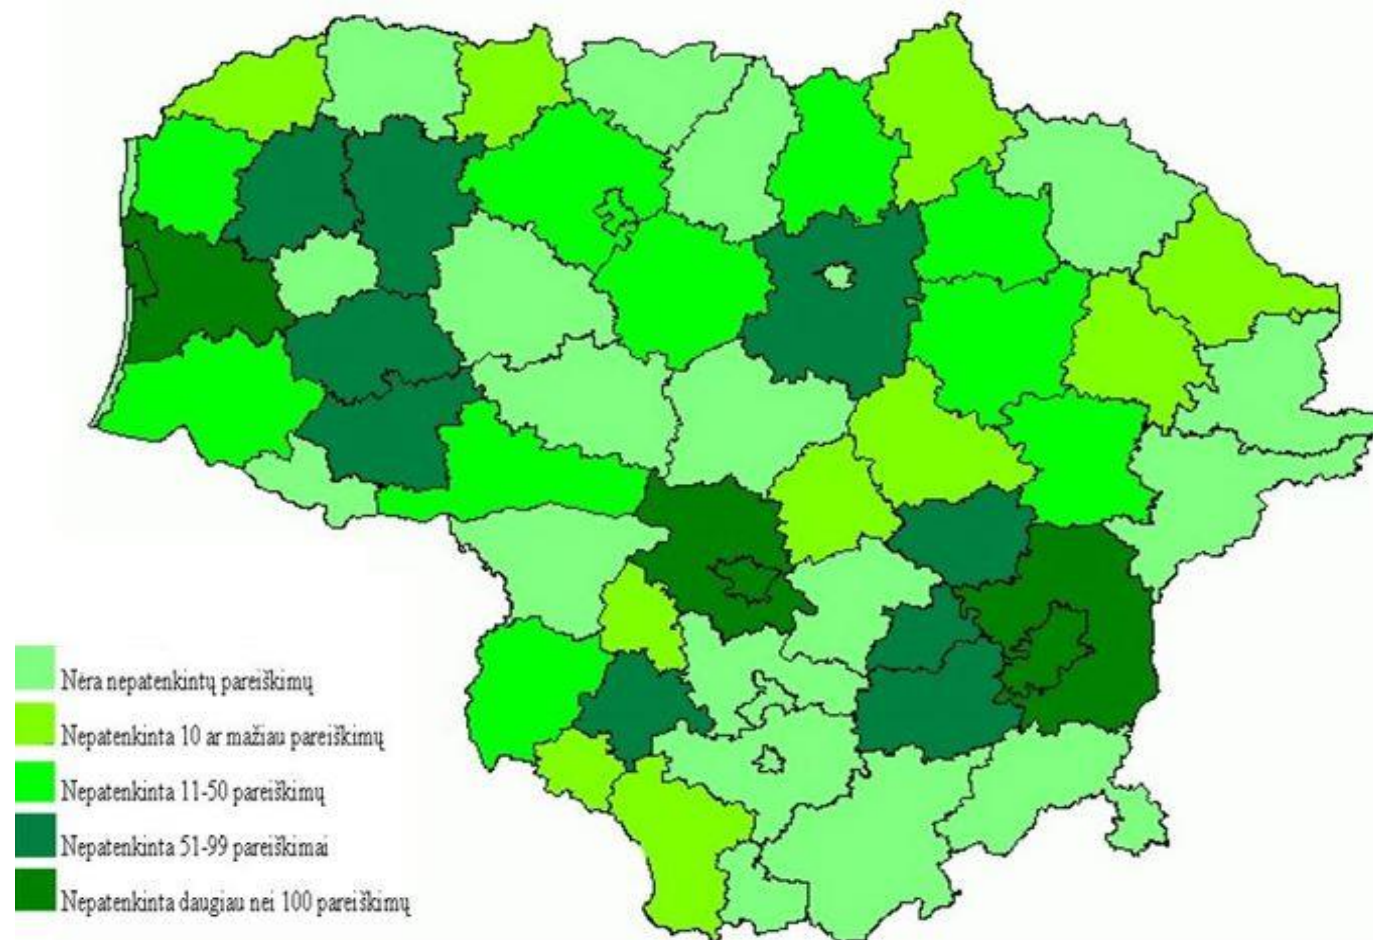 Nėra nepatenkintų pareiškimų
Nepatenkinta 10 ar mažiau pareiškimų
Nepatenkinta 11-50 pareiškimų
Nepatenkinta 51-99 pareiškimai
Nepatenkinta daugiau nei 100 pareiškimų